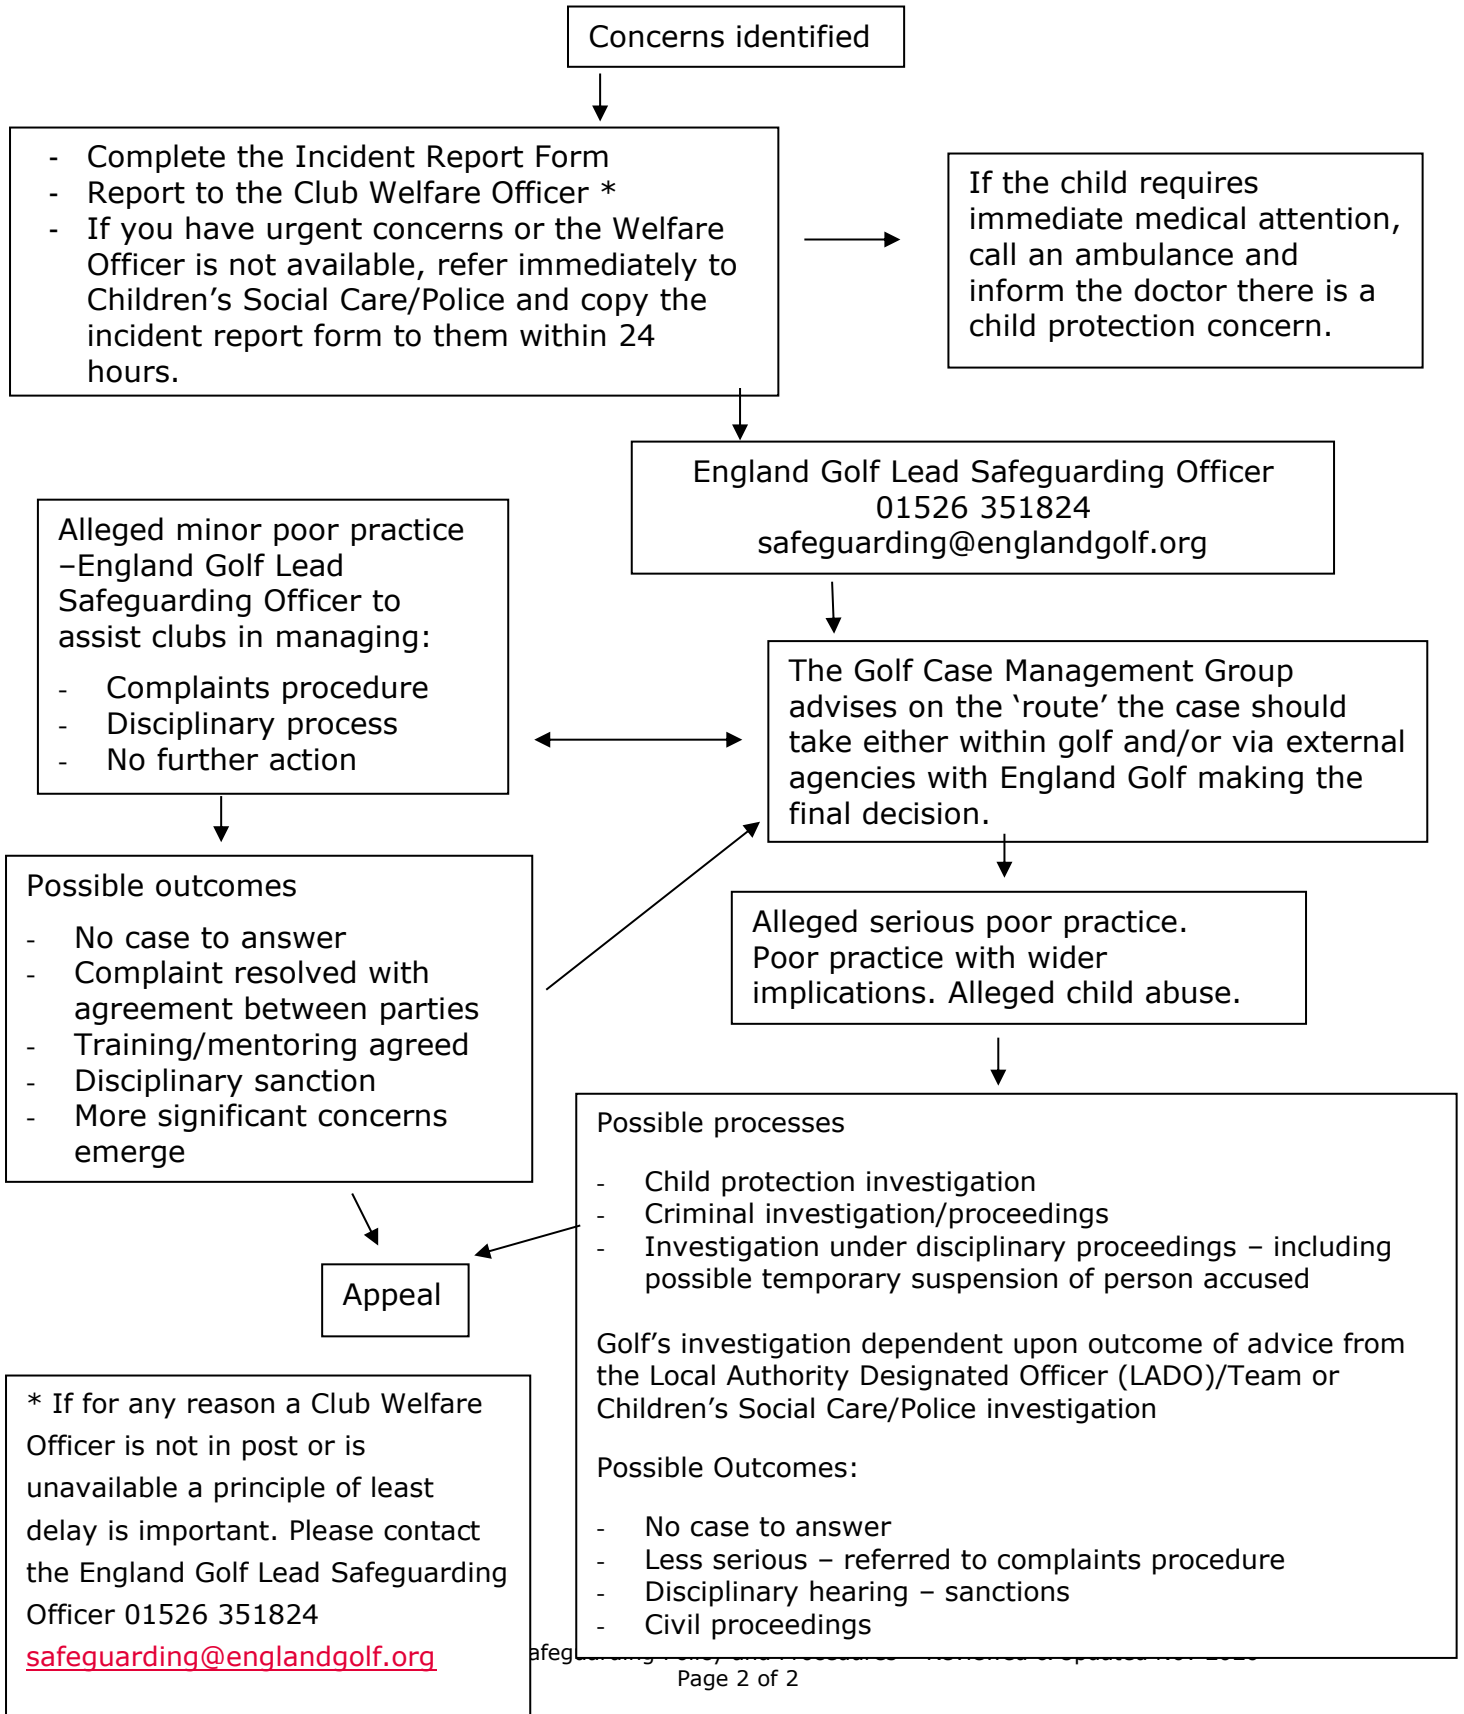 Concerns identified
- Complete the Incident Report Form
- Report to the Club Welfare Officer *
- If you have urgent concerns or the Welfare
Officer is not available, refer immediately to
Children’s Social Care/Police and copy the
incident report form to them within 24
hours.
If the child requires
immediate medical attention,
call an ambulance and
inform the doctor there is a
child protection concern.
England Golf Lead Safeguarding Officer
01526 351824
safeguarding@englandgolf.org
Alleged minor poor practice
–England Golf Lead
Safeguarding Officer to
assist clubs in managing:
- Complaints procedure
- Disciplinary process
- No further action
The Golf Case Management Group
advises on the ‘route’ the case should
take either within golf and/or via external
agencies with England Golf making the
final decision.
Possible outcomes
- No case to answer
- Complaint resolved with
agreement between parties
- Training/mentoring agreed
- Disciplinary sanction
- More significant concerns
emerge
Alleged serious poor practice.
Poor practice with wider
implications. Alleged child abuse.
Possible processes
- Child protection investigation
- Criminal investigation/proceedings
- Investigation under disciplinary proceedings – including
possible temporary suspension of person accused
Golf’s investigation dependent upon outcome of advice from
the Local Authority Designated Officer (LADO)/Team or
Children’s Social Care/Police investigation
Possible Outcomes:
- No case to answer
- Less serious – referred to complaints procedure
- Disciplinary hearing – sanctions
- Civil proceedings
Appeal
* If for any reason a Club Welfare
Officer is not in post or is
unavailable a principle of least
delay is important. Please contact
the England Golf Lead Safeguarding
Officer 01526 351824
safeguarding@englandgolf.org
Page 2 of 2